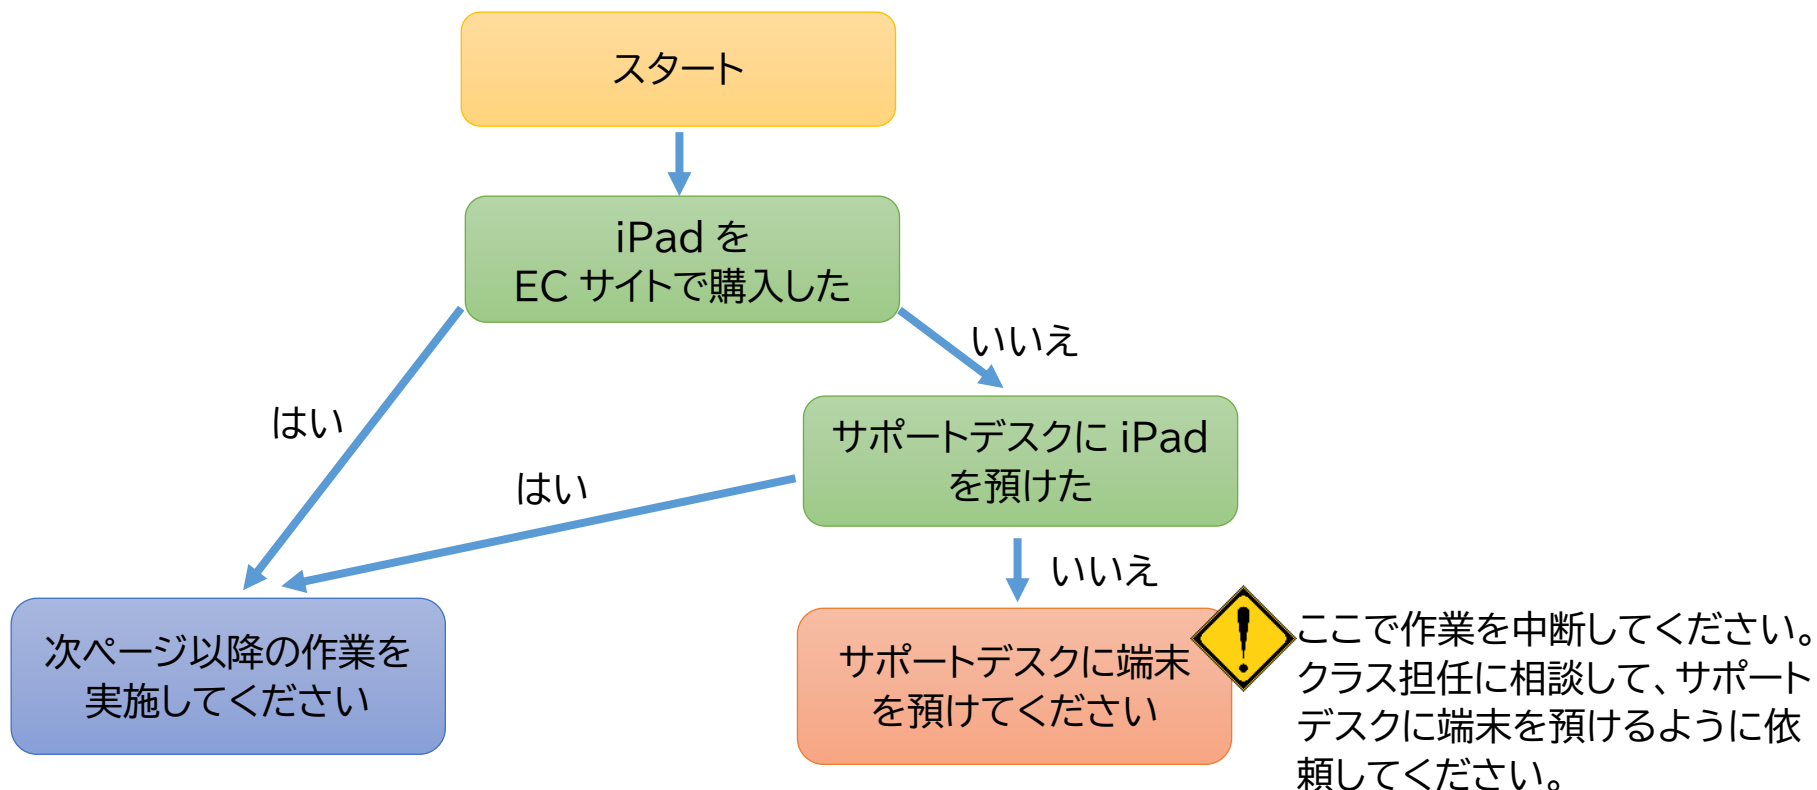 スタート
iPad を
EC サイトで購入した
いいえ
はい
サポートデスクに iPad
を預けた
はい
いいえ
次ページ以降の作業を
実施してください
サポートデスクに端末
を預けてください
ここで作業を中断してください。
クラス担任に相談して、サポート
デスクに端末を預けるように依
頼してください。